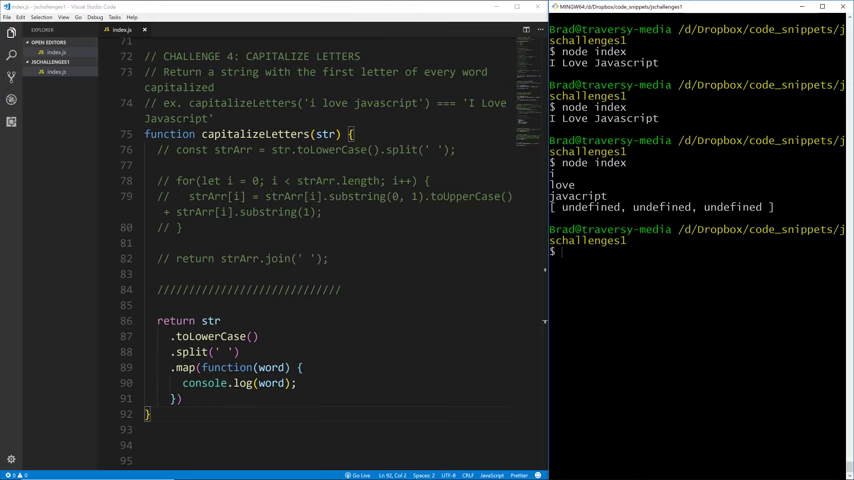 index.js - jschallenges1 - Visual Studio Code
File Edit Selection View Go Debug Tasks Help
EXPLORER
OPEN EDITORS
index.js
JSCHALLENGES1
index.js
index.js
71
72 // CHALLENGE 4: CAPITALIZE LETTERS
73 // Return a string with the first letter of every word
capitalized
74 // ex. capitalizeLetters('i love javascript') === 'I Love
Javascript'
75 function capitalizeLetters(str) {
76 // const strArr = str.toLowerCase().split(' ');
77
78 // for(let i = 0; i < strArr.length; i++) {
79 //   strArr[i] = strArr[i].substring(0, 1).toUpperCase()
+ strArr[i].substring(1);
80 // }
81
82 // return strArr.join(' ');
83
84 /////////////////////////////
85
86 return str
87 .toLowerCase()
88 .split(' ')
89 .map(function(word) {
90 console.log(word);
91 })
92 }
93
94
95
0 0 Go Live Ln 92, Col 2 Spaces: 2 UTF-8 CRLF JavaScript Prettier
MINGW64:/d/Dropbox/code_snippets/jschallenges1
Brad@traversy-media /d/Dropbox/code_snippets/j
schallenges1
$ node index
I Love Javascript
Brad@traversy-media /d/Dropbox/code_snippets/j
schallenges1
$ node index
I Love Javascript
Brad@traversy-media /d/Dropbox/code_snippets/j
schallenges1
$ node index
i
love
javacript
[ undefined, undefined, undefined ]
Brad@traversy-media /d/Dropbox/code_snippets/j
schallenges1
$